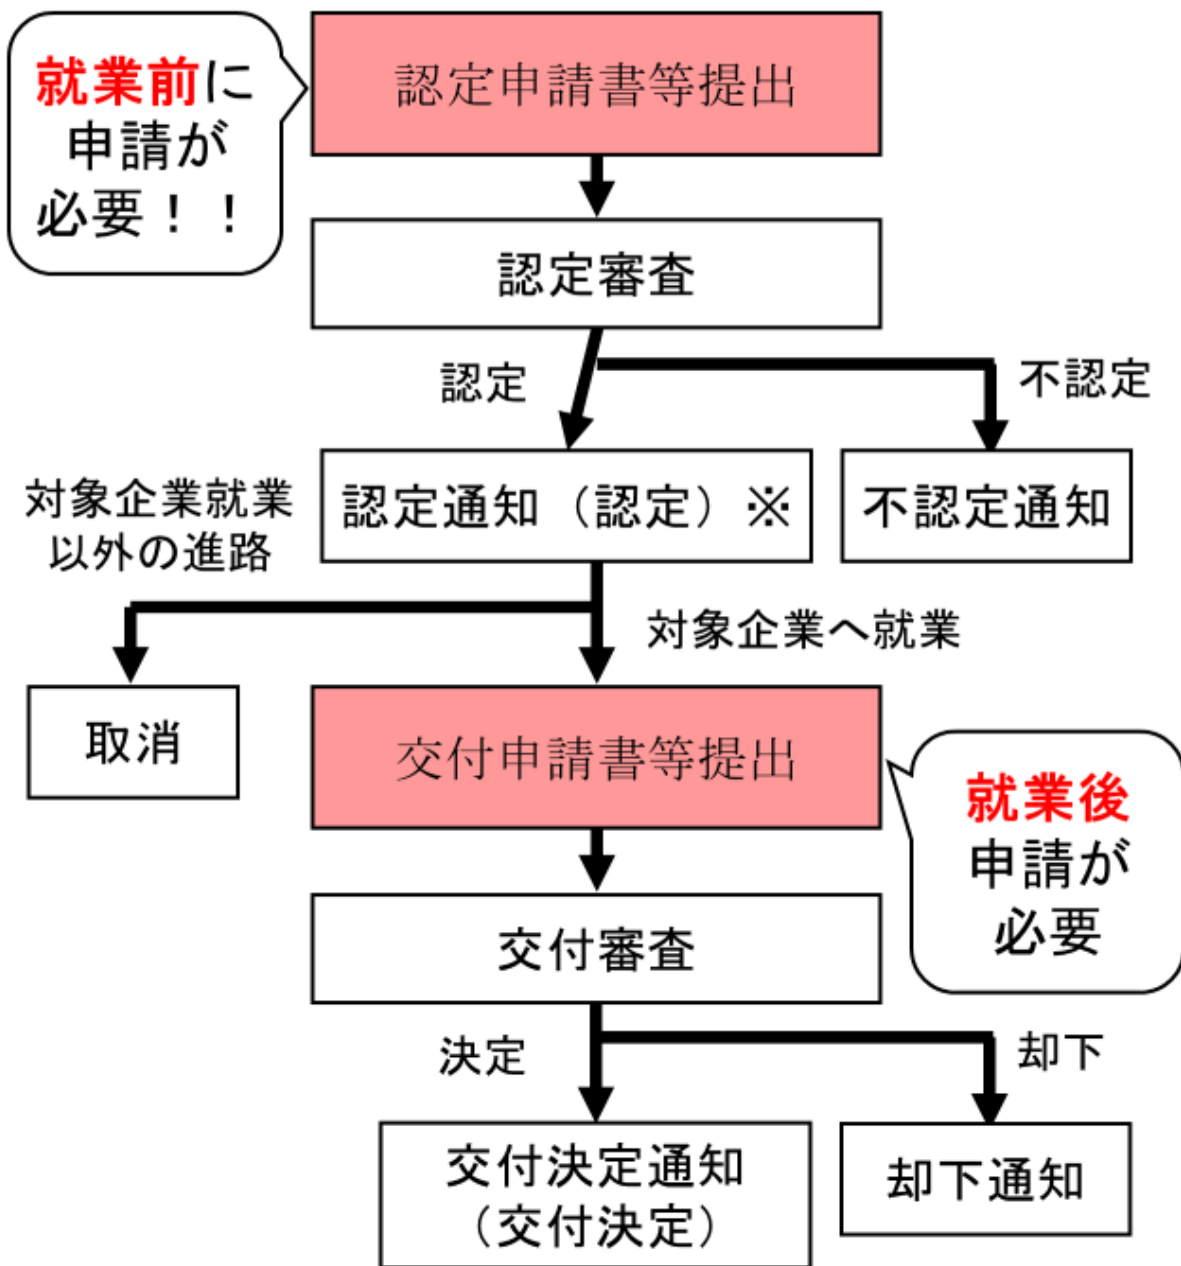 就業前に
申請が
必要！！
認定申請書等提出
認定審査
認定
不認定
認定通知（認定）※
不認定通知
対象企業就業
以外の進路
対象企業へ就業
取消
交付申請書等提出
就業後
申請が
必要
交付審査
決定
却下
交付決定通知
（交付決定）
却下通知